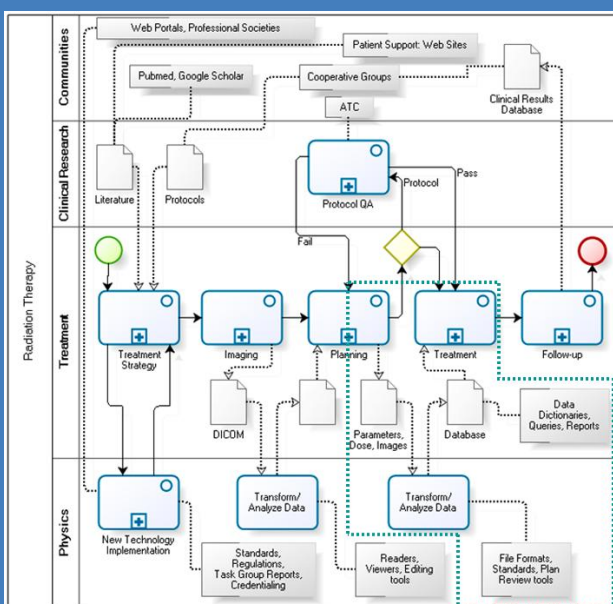 Radiation Therapy
Communities
Web Portals, Professional Societies
Patient Support: Web Sites
Pubmed, Google Scholar
Cooperative Groups
Clinical Results
Database
ATC
Clinical Research
Literature
Protocols
Protocol QA
Protocol
Pass
Fail
Treatment
Treatment
Strategy
Imaging
Planning
Treatment
Follow-up
DICOM
Parameters,
Dose, Images
Database
Data
Dictionaries,
Queries, Reports
Physics
New Technology
Implementation
Transform/
Analyze Data
Transform/
Analyze Data
Standards,
Regulations,
Task Group Reports,
Credentialing
Readers,
Viewers, Editing
tools
File Formats,
Standards, Plan
Review tools